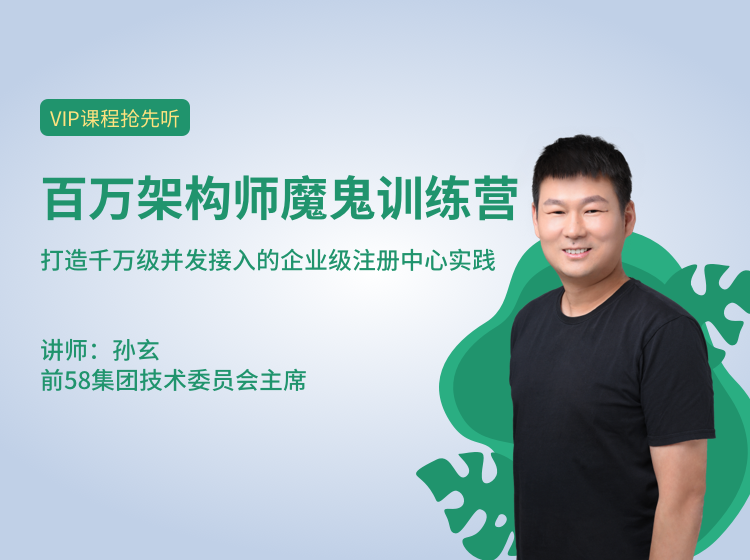 VIP课程抢先听
百万架构师魔鬼训练营
打造千万级并发接入的企业级注册中心实践
讲师：孙玄
前58集团技术委员会主席